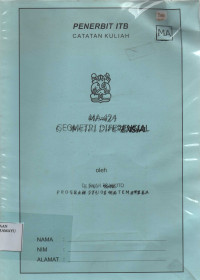 PENERBIT ITB
CATATAN KULIAH
MA
MA-424
GEOMETRI DIFERENSIAL
oleh
PROGRAM STUDI MATEMATIKA
NAMA
NIM
ALAMAT